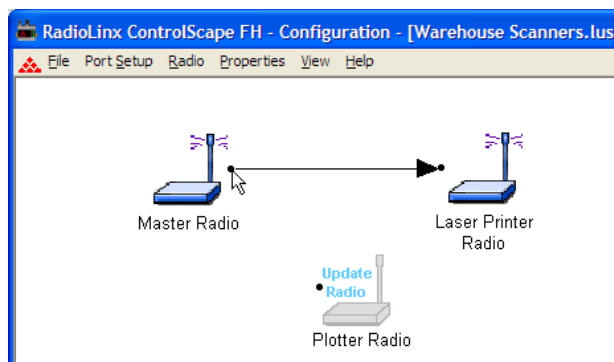 RadioLinx ControlScape FH - Configuration - [Warehouse Scanners.lus
File Port Setup Radio Properties View Help
Master Radio
Laser Printer
Radio
Update
Radio
Plotter Radio